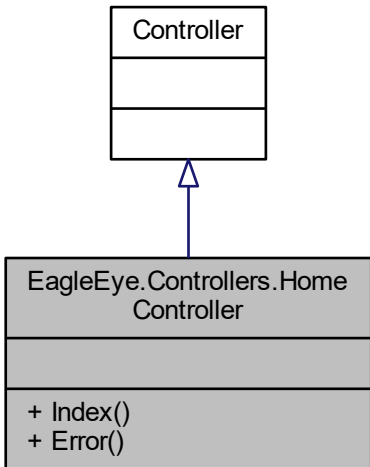 Controller
EagleEye.Controllers.Home
Controller
+ Index()
+ Error()